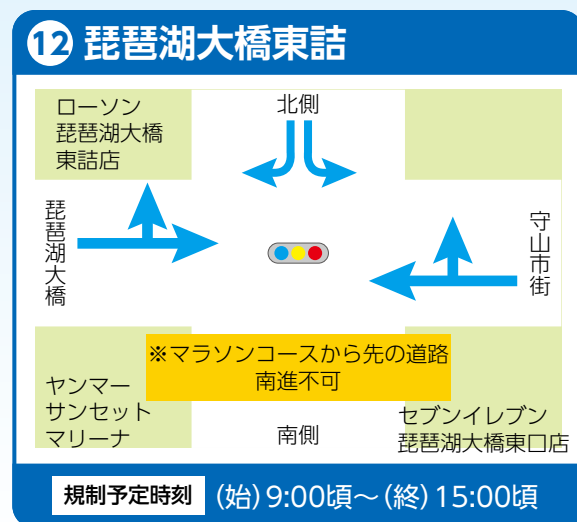 12 琵琶湖大橋東詰
ローソン
琵琶湖大橋
東詰店
北側
琵琶湖大橋
守山市街
※マラソンコースから先の道路
南進不可
ヤンマー
サンセット
マリーナ
南側
セブンイレブン
琵琶湖大橋東口店
規制予定時刻 (始)9:00頃～(終)15:00頃